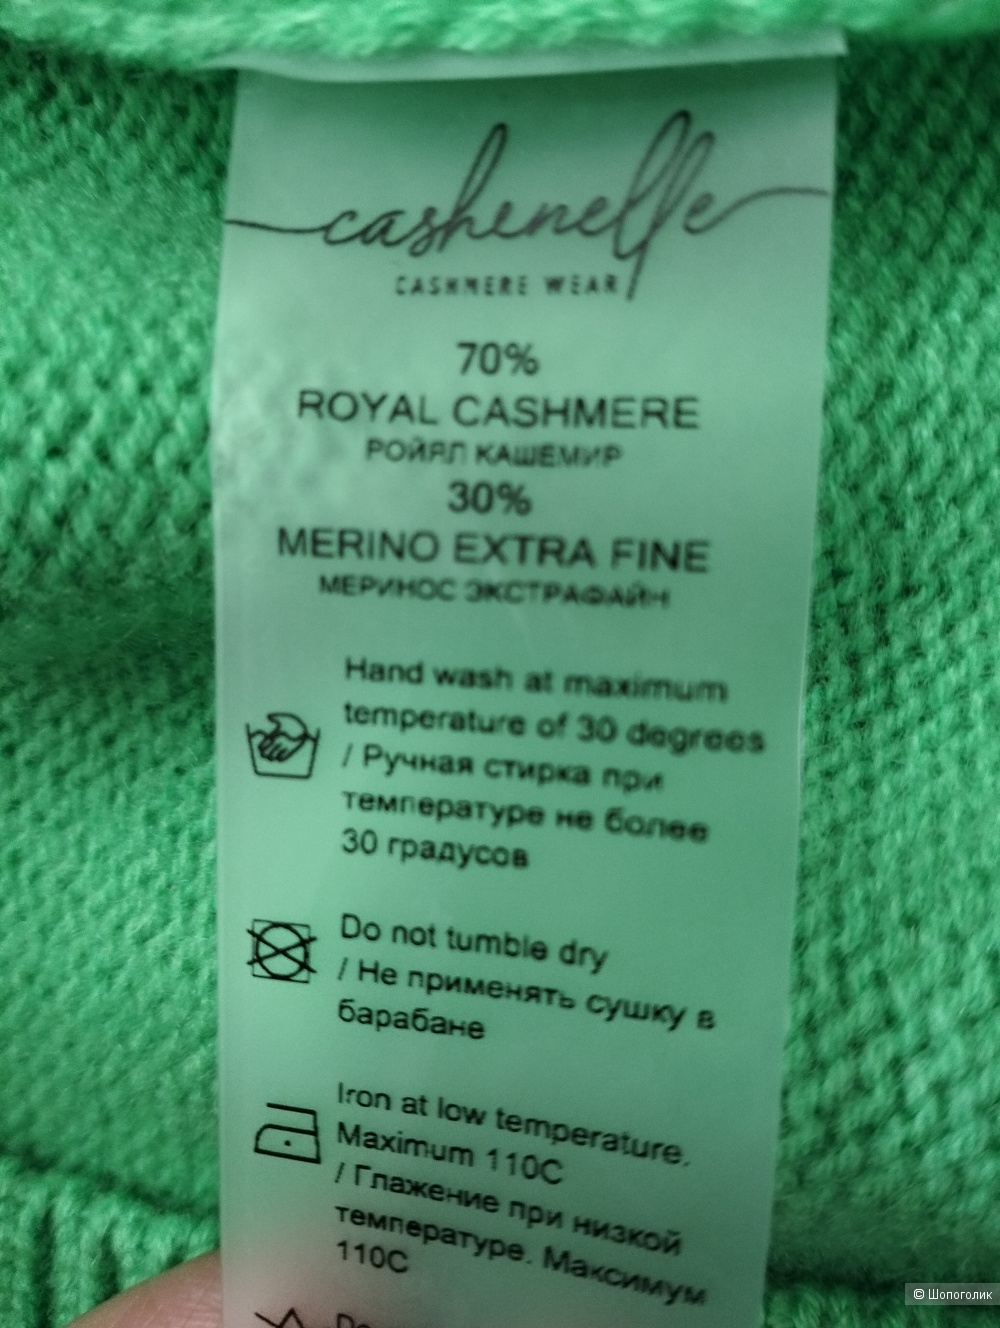 cashenelle
CASHMERE WEAR
70%
ROYAL CASHMERE
РОЙЯЛ КАШЕМИР
30%
MERINO EXTRA FINE
МЕРИНОС ЭКСТРАФАЙН
Hand wash at maximum
temperature of 30 degrees
/ Ручная стирка при
температуре не более
30 градусов
Do not tumble dry
/ Не применять сушку в
барабане
Iron at low temperature.
Maximum 110C
/ Глажение при низкой
температуре. Максимум
110C
© Шопоголик